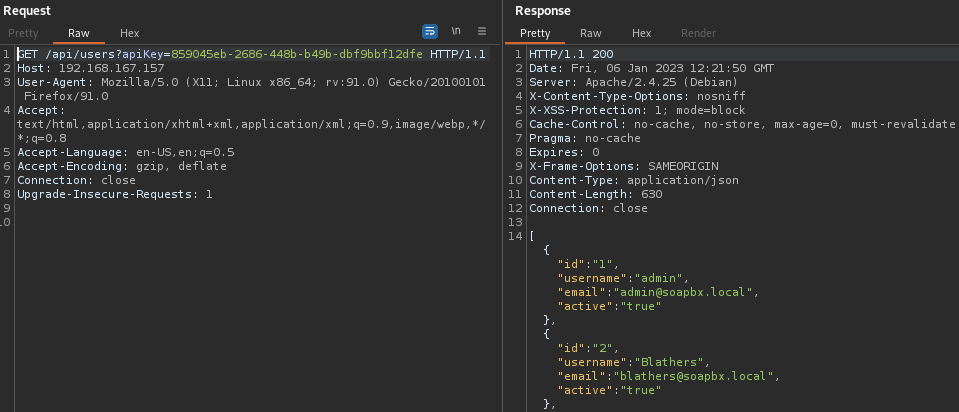 Request
Pretty Raw Hex \n
1 GET /api/users?apiKey=859045eb-2686-448b-b49b-dbf9bbf12dfe HTTP/1.1
2 Host: 192.168.167.157
3 User-Agent: Mozilla/5.0 (X11; Linux x86_64; rv:91.0) Gecko/20100101
Firefox/91.0
4 Accept:
text/html,application/xhtml+xml,application/xml;q=0.9,image/webp,*/
*;q=0.8
5 Accept-Language: en-US,en;q=0.5
6 Accept-Encoding: gzip, deflate
7 Connection: close
8 Upgrade-Insecure-Requests: 1
9
10
Response
Pretty Raw Hex Render
1 HTTP/1.1 200
2 Date: Fri, 06 Jan 2023 12:21:50 GMT
3 Server: Apache/2.4.25 (Debian)
4 X-Content-Type-Options: nosniff
5 X-XSS-Protection: 1; mode=block
6 Cache-Control: no-cache, no-store, max-age=0, must-revalidate
7 Pragma: no-cache
8 Expires: 0
9 X-Frame-Options: SAMEORIGIN
10 Content-Type: application/json
11 Content-Length: 630
12 Connection: close
13
14 [
{
"id":"1",
"username":"admin",
"email":"admin@soapbx.local",
"active":"true"
},
{
"id":"2",
"username":"Blathers",
"email":"blathers@soapbx.local",
"active":"true"
},